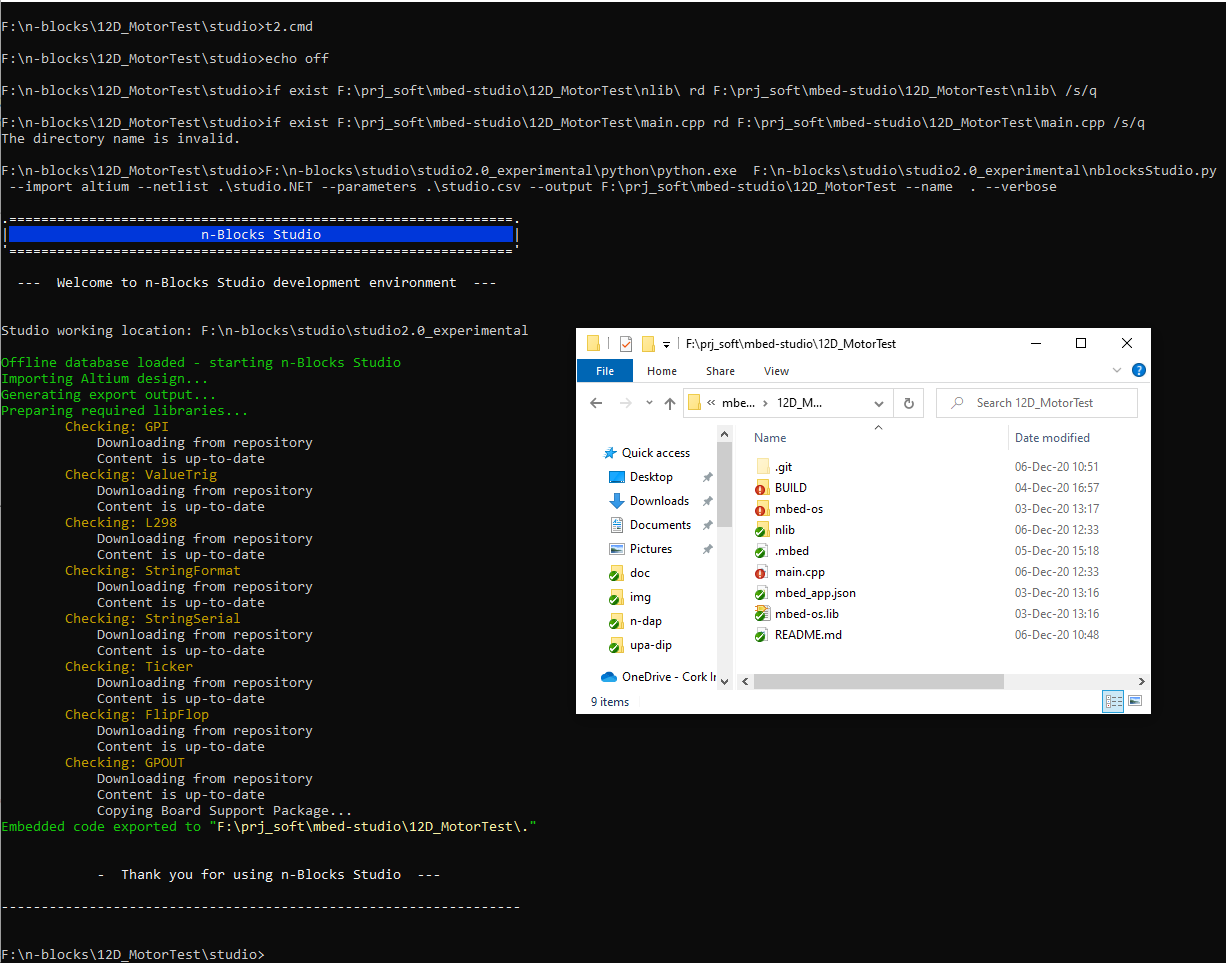 F:\n-blocks\12D_MotorTest\studio>t2.cmd
F:\n-blocks\12D_MotorTest\studio>echo off
F:\n-blocks\12D_MotorTest\studio>if exist F:\prj_soft\mbed-studio\12D_MotorTest\nlib\ rd F:\prj_soft\mbed-studio\12D_MotorTest\nlib\ /s/q
F:\n-blocks\12D_MotorTest\studio>if exist F:\prj_soft\mbed-studio\12D_MotorTest\main.cpp rd F:\prj_soft\mbed-studio\12D_MotorTest\main.cpp /s/q
The directory name is invalid.
F:\n-blocks\12D_MotorTest\studio>F:\n-blocks\studio\studio2.0_experimental\python\python.exe  F:\n-blocks\studio\studio2.0_experimental\nblocksStudio.py
 --import altium --netlist .\studio.NET --parameters .\studio.csv --output F:\prj_soft\mbed-studio\12D_MotorTest --name  . --verbose
.===============================================================.
| n-Blocks Studio |
'==============================================================='
---  Welcome to n-Blocks Studio development environment  ---
Studio working location: F:\n-blocks\studio\studio2.0_experimental
Offline database loaded - starting n-Blocks Studio
Importing Altium design...
Generating export output...
Preparing required libraries...
Checking: GPI
Downloading from repository
Content is up-to-date
Checking: ValueTrig
Downloading from repository
Content is up-to-date
Checking: L298
Downloading from repository
Content is up-to-date
Checking: StringFormat
Downloading from repository
Content is up-to-date
Checking: StringSerial
Downloading from repository
Content is up-to-date
Checking: Ticker
Downloading from repository
Content is up-to-date
Checking: FlipFlop
Downloading from repository
Content is up-to-date
Checking: GPOUT
Downloading from repository
Content is up-to-date
Copying Board Support Package...
Embedded code exported to "F:\prj_soft\mbed-studio\12D_MotorTest\."
-  Thank you for using n-Blocks Studio  ---
-----------------------------------------------------------------
F:\n-blocks\12D_MotorTest\studio>
F:\prj_soft\mbed-studio\12D_MotorTest
File Home Share View
« mbe... › 12D_M... Search 12D_MotorTest
Quick access
Desktop
Downloads
Documents
Pictures
doc
img
n-dap
upa-dip
OneDrive - Cork Ir
Name Date modified
.git 06-Dec-20 10:51
BUILD 04-Dec-20 16:57
mbed-os 03-Dec-20 13:17
nlib 06-Dec-20 12:33
.mbed 05-Dec-20 15:18
main.cpp 06-Dec-20 12:33
mbed_app.json 03-Dec-20 13:16
mbed-os.lib 03-Dec-20 13:16
README.md 06-Dec-20 10:48
9 items